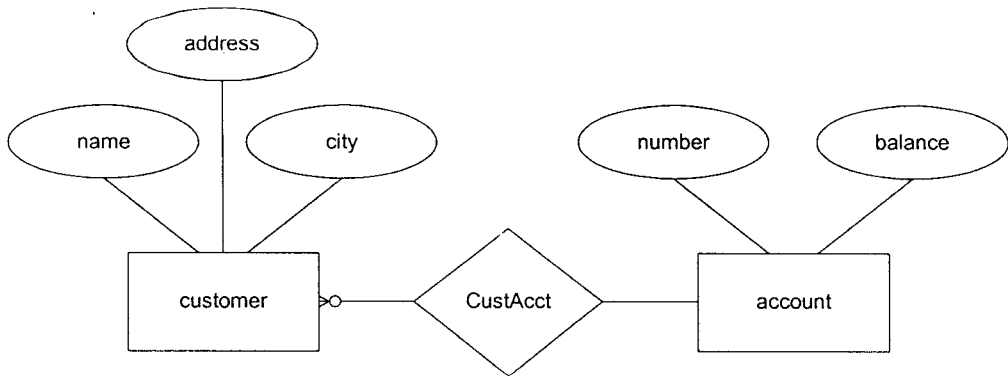 address
name
city
number
balance
customer
CustAcct
account